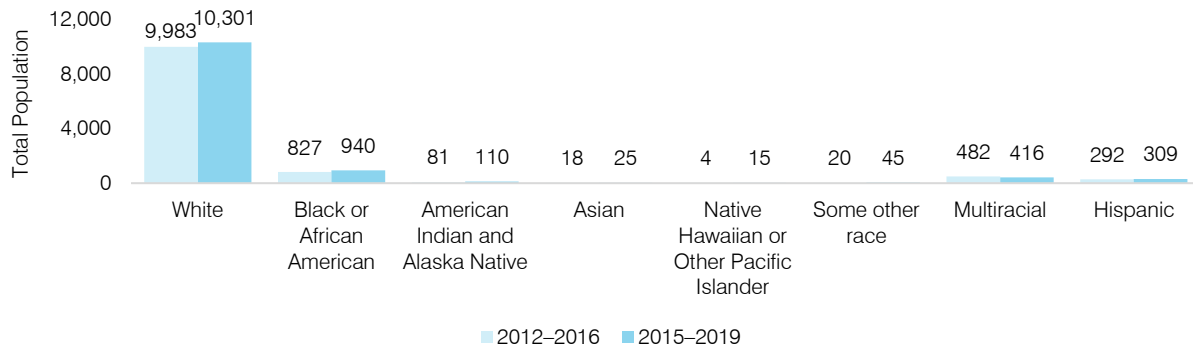 Total Population
12,000
8,000
4,000
0
9,983 10,301
827 940
81 110
18 25
4 15
20 45
482 416
292 309
White
Black or
African
American
American
Indian and
Alaska Native
Asian
Native
Hawaiian or
Other Pacific
Islander
Some other
race
Multiracial
Hispanic
2012–2016 2015–2019